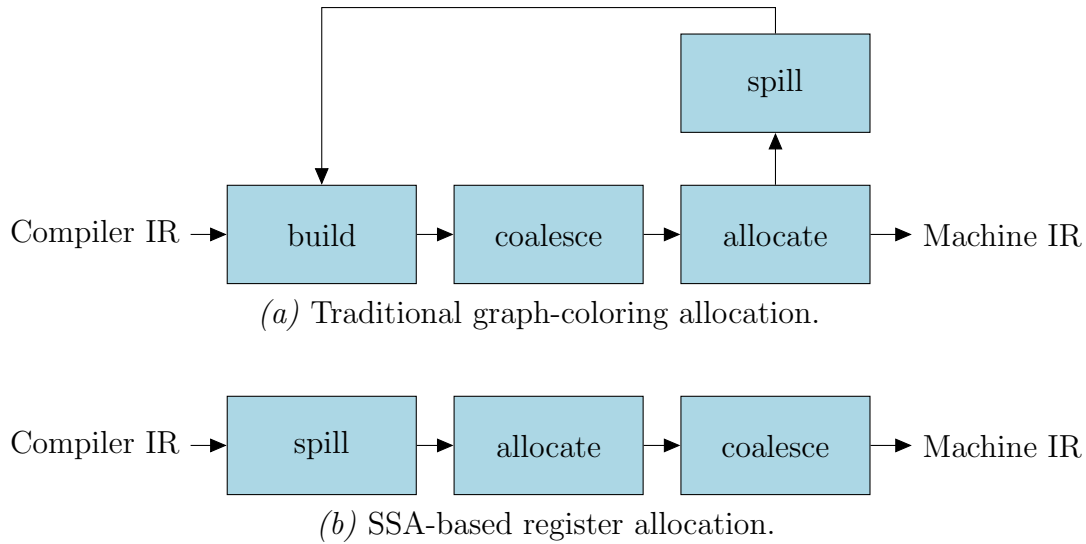 spill
Compiler IR build coalesce allocate Machine IR
(a) Traditional graph-coloring allocation.
Compiler IR spill allocate coalesce Machine IR
(b) SSA-based register allocation.